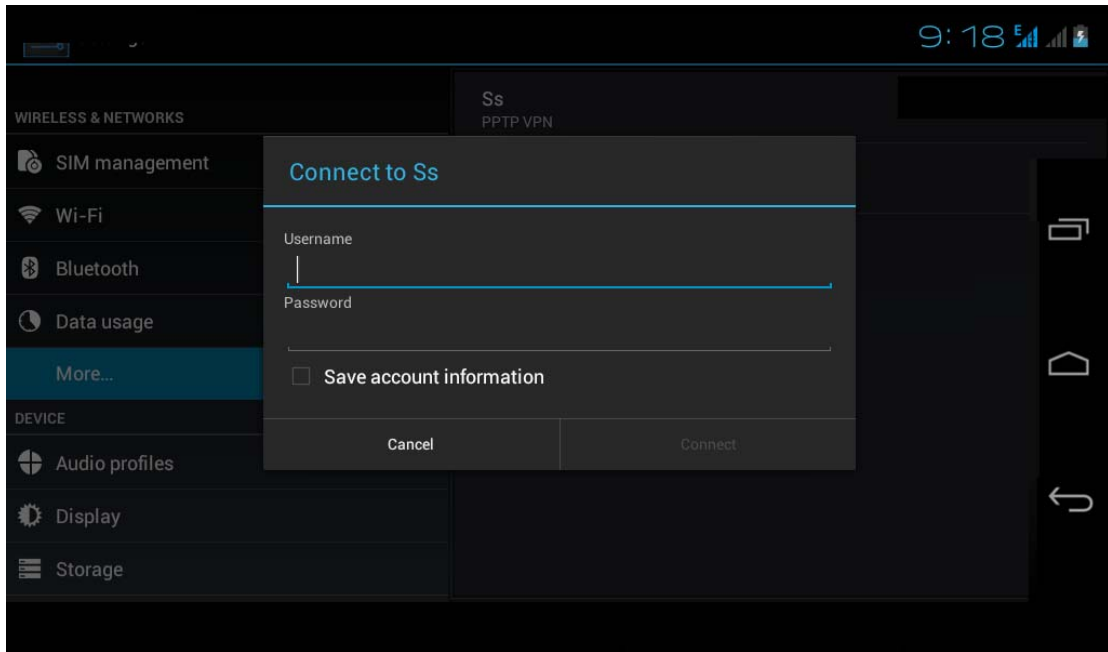 9:18 E
WIRELESS & NETWORKS
SIM management
Wi-Fi
Bluetooth
Data usage
More...
DEVICE
Audio profiles
Display
Storage
Ss
PPTP VPN
Connect to Ss
Username
Password
Save account information
Cancel
Connect